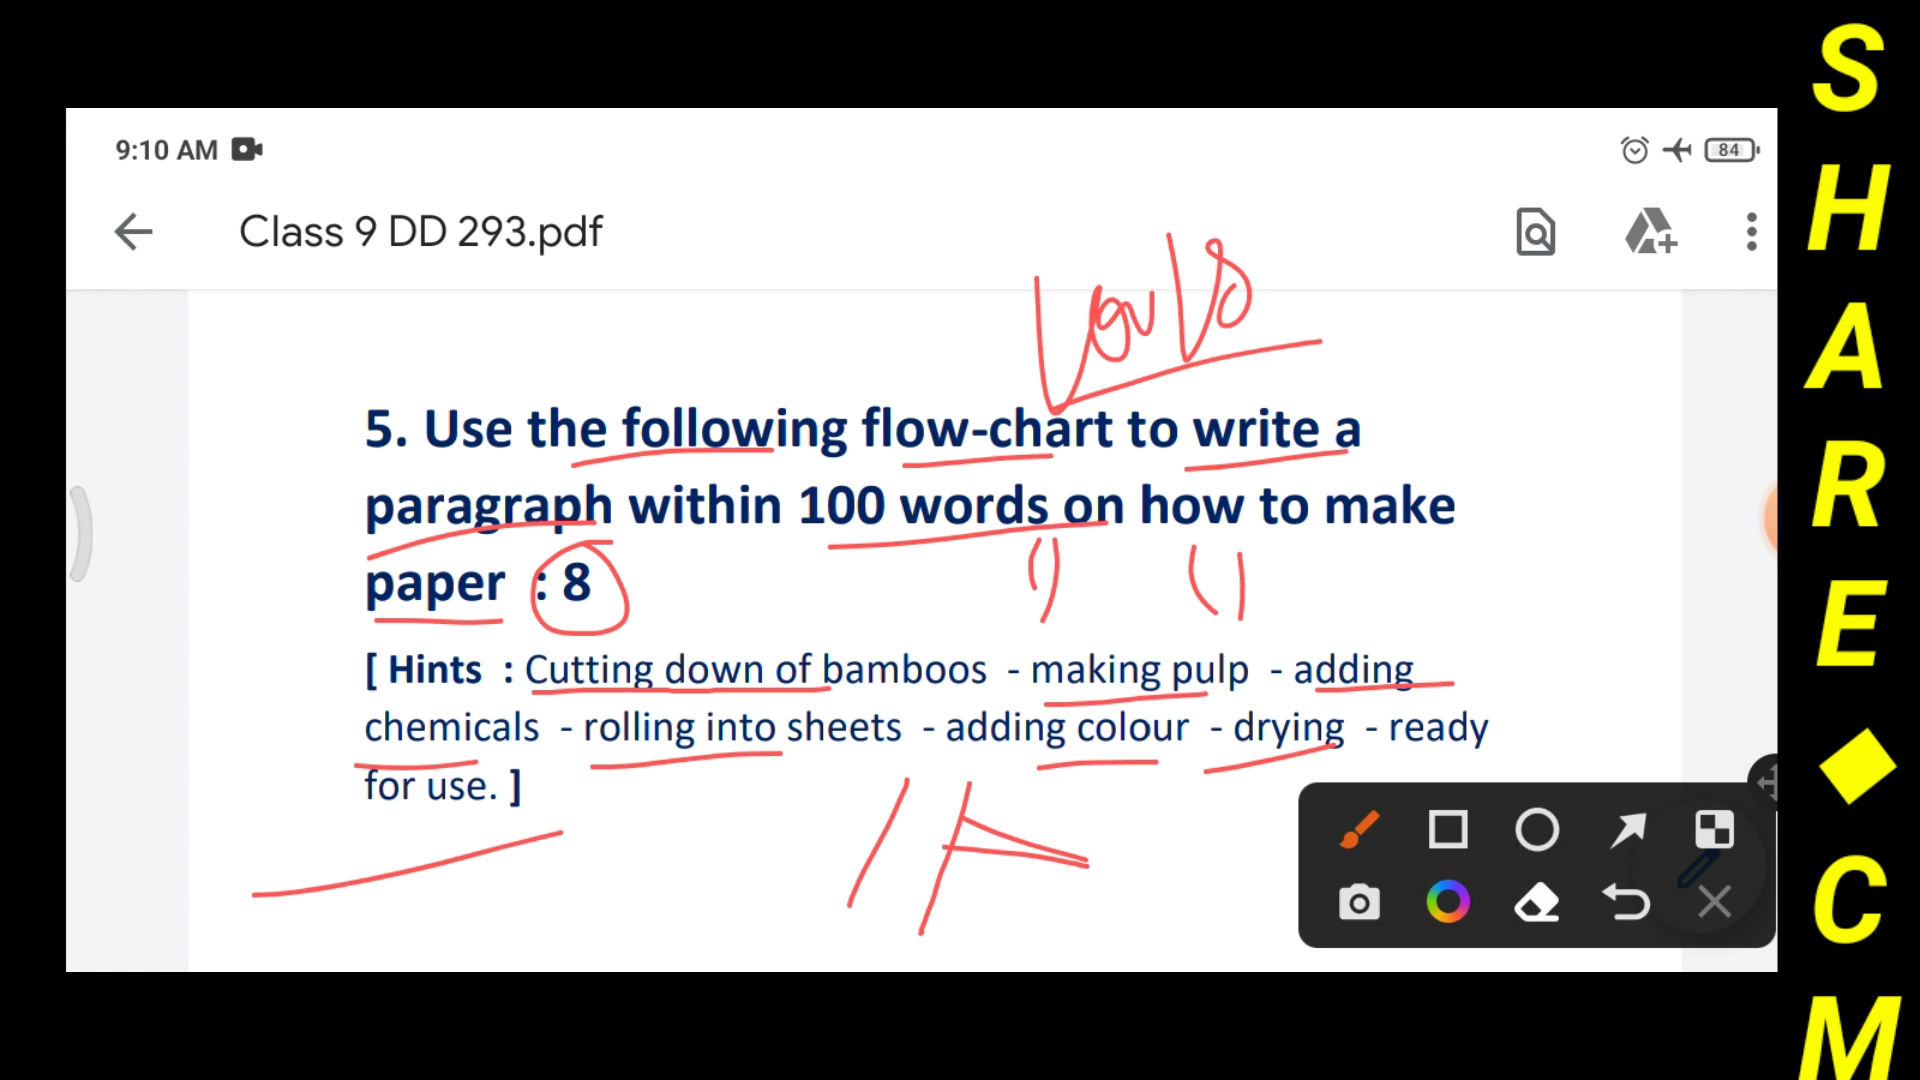 9:10 AM
84
Class 9 DD 293.pdf
5. Use the following flow-chart to write a
paragraph within 100 words on how to make
paper : 8
[ Hints : Cutting down of bamboos - making pulp - adding
chemicals - rolling into sheets - adding colour - drying - ready
for use. ]
SHARE◆CM